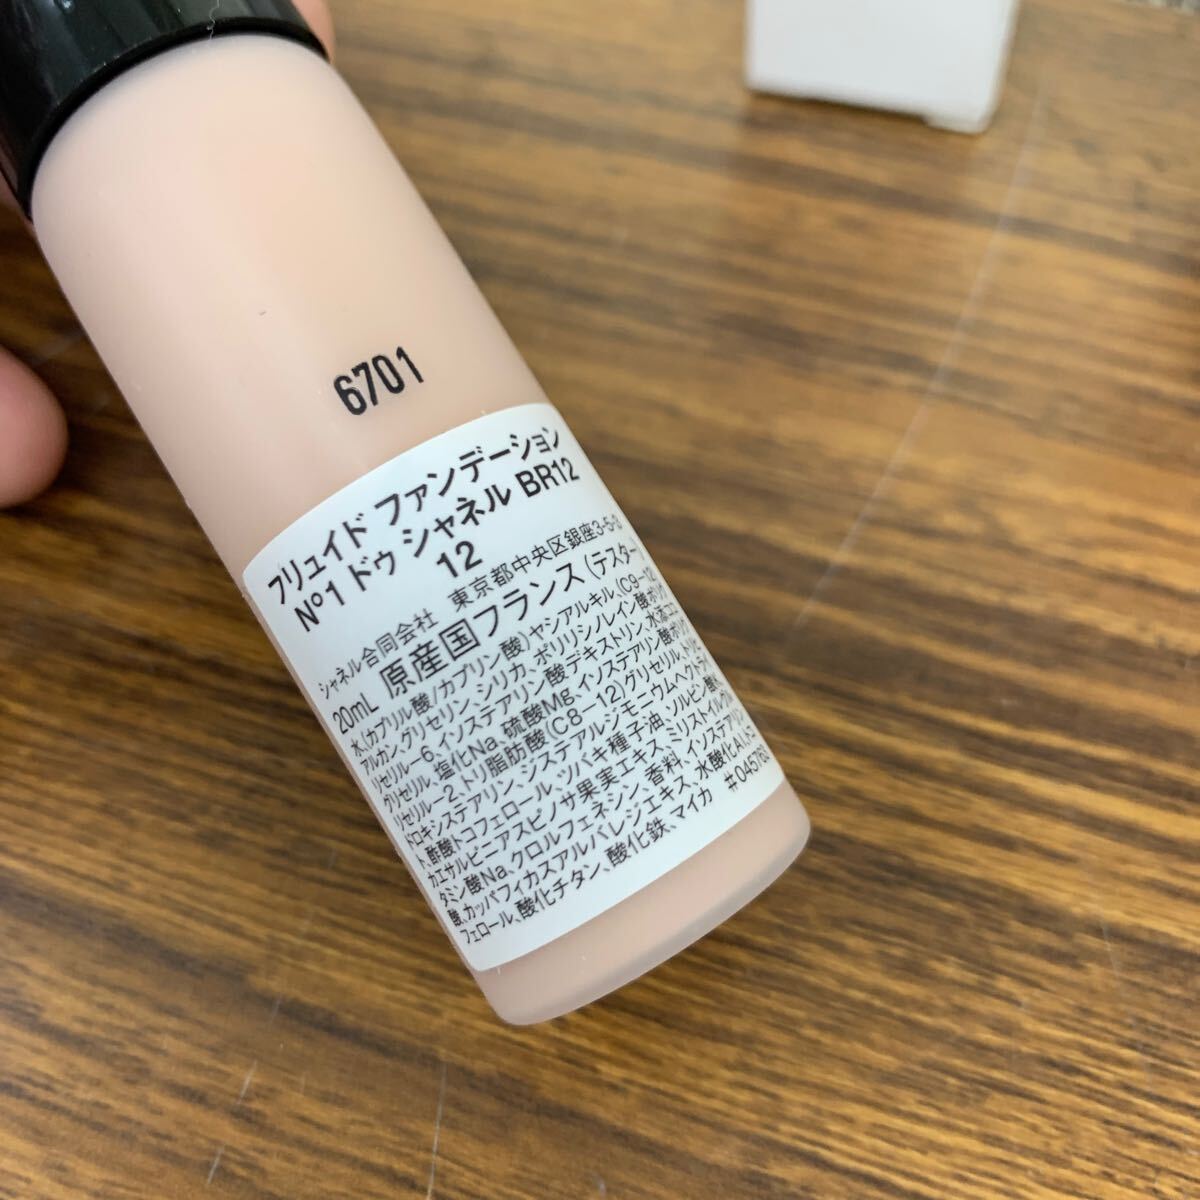 6701
フリュイド ファンデーション
N°1 ドゥ シャネル BR12
12
シャネル合同会社 東京都中央区銀座3-5-3
20mL 原産国フランス (テスター
水、(カプリル酸/カプリン酸)ヤシアルキル、(C9-12)
アルカン、グリセリン、シリカ、ポリリシノレイン酸ポリグ
リセリル-6、イソステアリン酸デキストリン、水添ココ
グリセリル、塩化Na、硫酸Mg、イソステアリン酸ポリグ
リセリル-2、トリ脂肪酸(C8-12)グリセリル、トリヒ
ドロキシステアリン、ジステアルジモニウムヘクトライ
ト、酢酸トコフェロール、ツバキ種子油、ソルビン酸
カエサルピニアスピノサ果実エキス、ミリストイルグル
タミン酸Na、クロルフェネシン、香料、イソステアリン
酸、カッパフィカスアルバレジエキス、水酸化Al、
フェロール、酸化チタン、酸化鉄、マイカ #045763